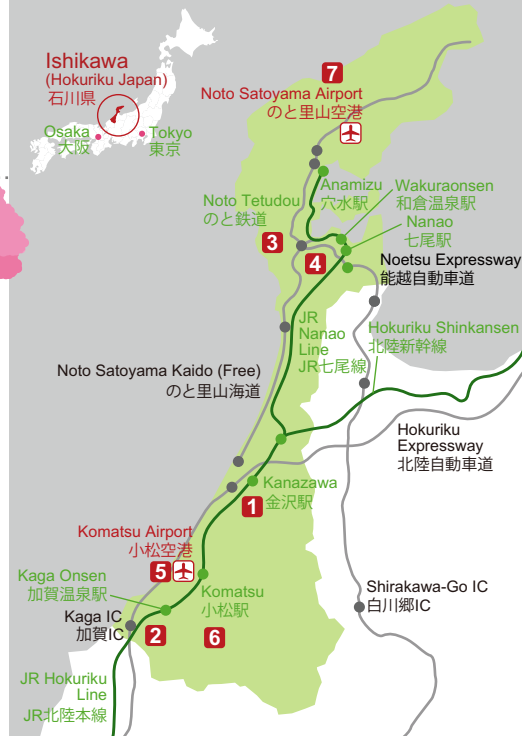 Ishikawa
(Hokuriku Japan)
石川県
Osaka
大阪
Tokyo
東京
7
Noto Satoyama Airport
のと里山空港
Anamizu
穴水駅
Wakuraonsen
和倉温泉駅
Noto Tetudou
のと鉄道
Nanao
七尾駅
3
4
Noetsu Expressway
能越自動車道
JR
Nanao
Line
JR七尾線
Hokuriku Shinkansen
北陸新幹線
Noto Satoyama Kaido (Free)
のと里山海道
Hokuriku
Expressway
北陸自動車道
Kanazawa
金沢駅
1
Komatsu Airport
小松空港
5
Kaga Onsen
加賀温泉駅
Komatsu
小松駅
Shirakawa-Go IC
白川郷IC
Kaga IC
加賀IC
2
6
JR Hokuriku
Line
JR北陸本線